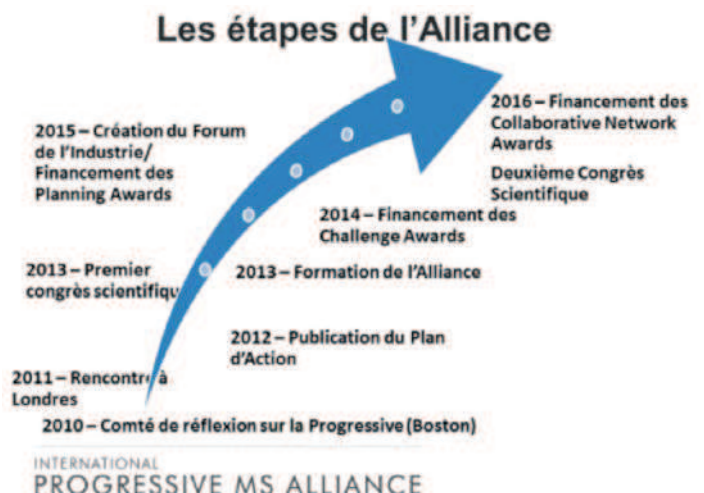 Les étapes de l'Alliance
2016 – Financement des
Collaborative Network
Awards
Deuxième Congrès
Scientifique
2015 – Création du Forum
de l'Industrie/
Financement des
Planning Awards
2014 – Financement des
Challenge Awards
2013 – Premier
congrès scientifiqu
2013 – Formation de l'Alliance
2012 – Publication du Plan
d'Action
2011 – Rencontre à
Londres
2010 – Comité de réflexion sur la Progressive (Boston)
INTERNATIONAL
PROGRESSIVE MS ALLIANCE